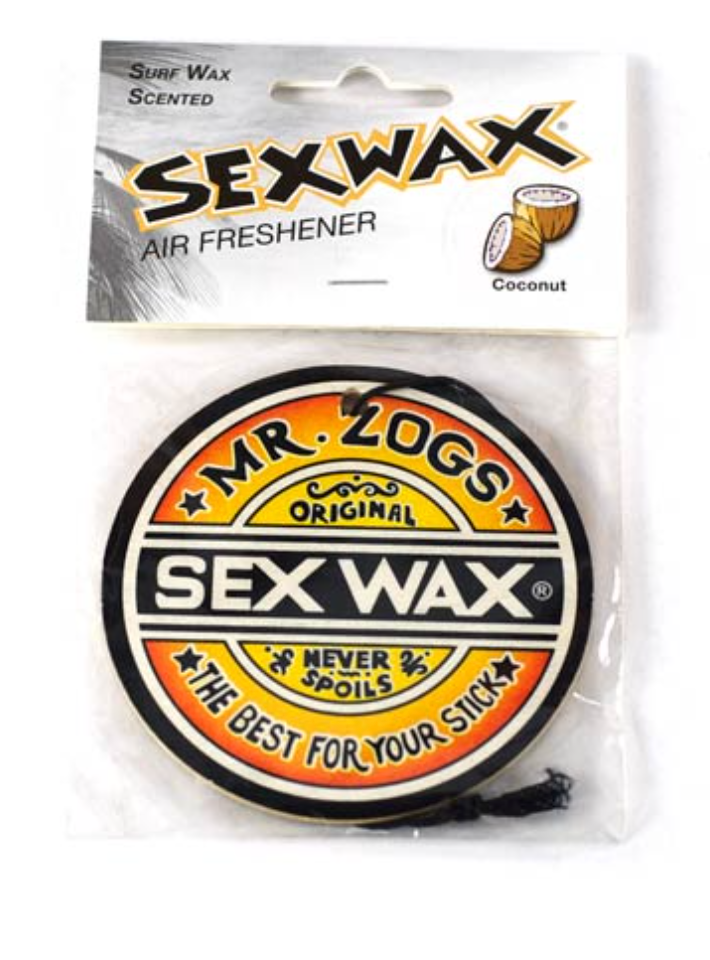 SURF WAX
SCENTED
SEXWAX®
AIR FRESHENER
Coconut
MR. ZOGS
ORIGINAL
SEX WAX®
NEVER
SPOILS
THE BEST FOR YOUR STICK